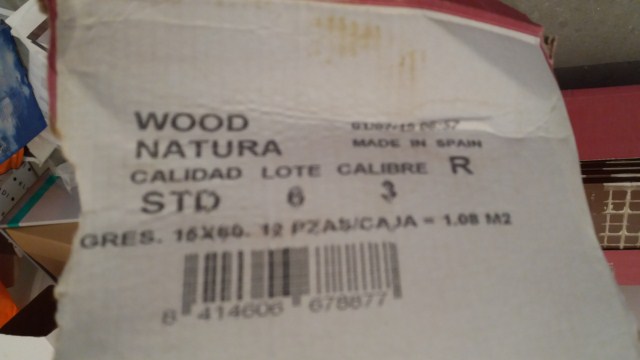 WOOD
NATURA
MADE IN SPAIN
CALIDAD LOTE CALIBRE R
STD 6 3
GRES. 15X60. 12 PZAS/CAJA = 1.08 M2
8 414606 678877